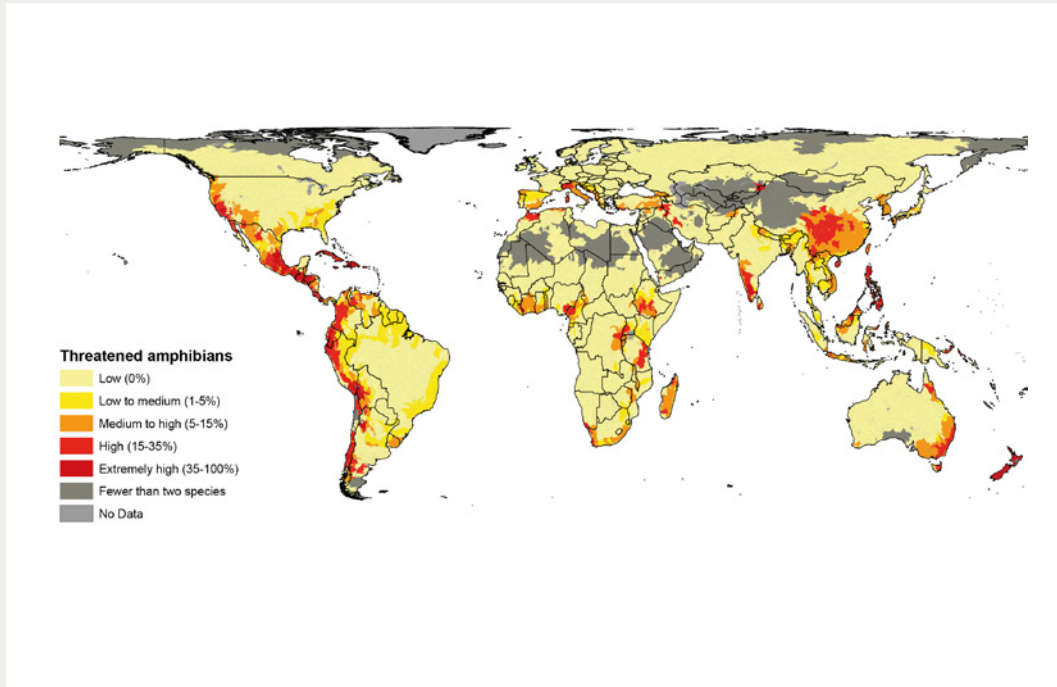 Threatened amphibians
Low (0%)
Low to medium (1-5%)
Medium to high (5-15%)
High (15-35%)
Extremely high (35-100%)
Fewer than two species
No Data